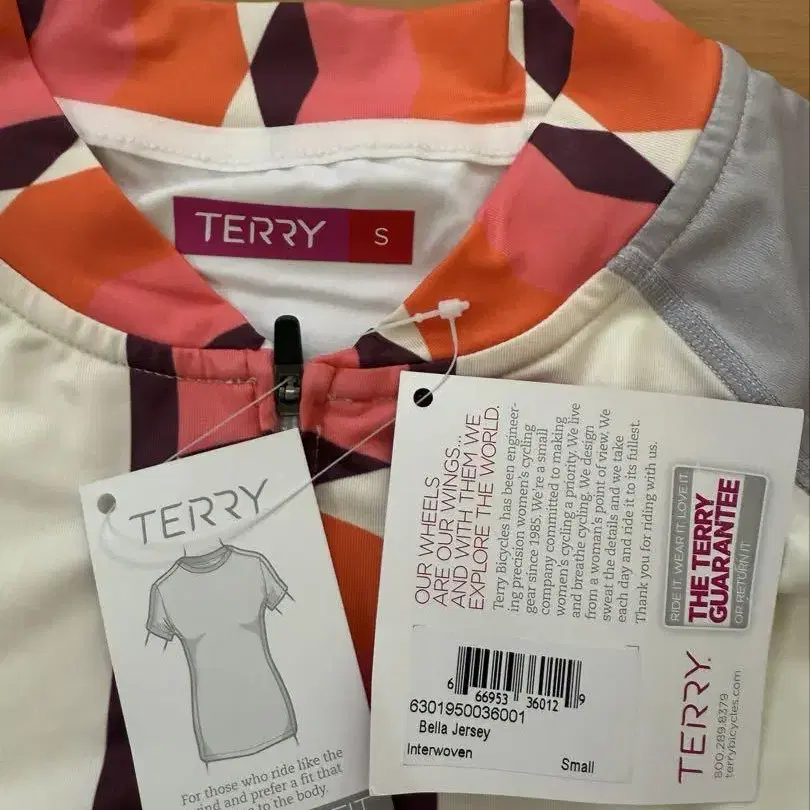 TERRY S
TERRY
For those who ride like the
wind and prefer a fit that
to the body.
FIT
OUR WHEELS
ARE OUR WINGS...
AND WITH THEM WE
EXPLORE THE WORLD.
Terry Bicycles has been engineer-
ing precision women's cycling
gear since 1985. We're a small
company committed to making
women's cycling a priority. We live
and breathe cycling. We design
from a woman's point of view. We
sweat the details and we take
each day and ride it to its fullest.
Thank you for riding with us.
RIDE IT. WEAR IT. LOVE IT
THE TERRY
GUARANTEE
OR RETURN IT
TERRY.
800.289.8379
terrybicycles.com
6 66953 36012 9
6301950036001
Bella Jersey
Interwoven
Small